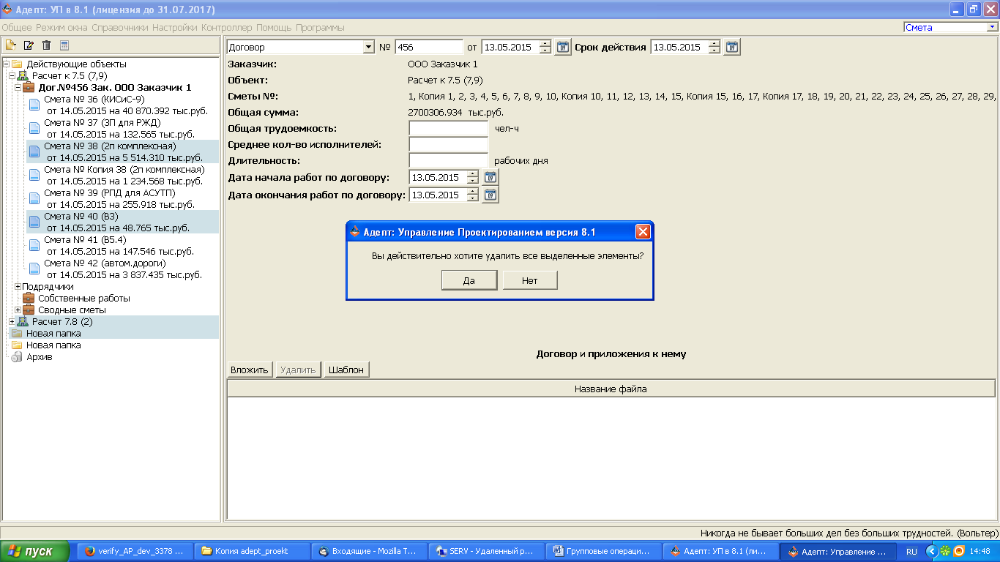 Адепт: УП в 8.1 (лицензия до 31.07.2017)
Общее Режим окна Справочники Настройки Контроллер Помощь Программы
Смета
Договор № 456 от 13.05.2015 Срок действия 13.05.2015
Действующие объекты
Расчет к 7.5 (7,9)
Дог.№456 Зак. ООО Заказчик 1
Смета № 36 (КИСиС-9)
от 14.05.2015 на 40 870.392 тыс.руб.
Смета № 37 (ЗП для РЖД)
от 14.05.2015 на 132.565 тыс.руб.
Смета № 38 (2п комплексная)
от 14.05.2015 на 5 514.310 тыс.руб.
Смета № Копия 38 (2п комплексная)
от 14.05.2015 на 1 234.568 тыс.руб.
Смета № 39 (РПД для АСУТП)
от 14.05.2015 на 255.918 тыс.руб.
Смета № 40 (В3)
от 14.05.2015 на 48.765 тыс.руб.
Смета № 41 (В5.4)
от 14.05.2015 на 147.546 тыс.руб.
Смета № 42 (автом.дороги)
от 14.05.2015 на 3 837.435 тыс.руб.
Подрядчики
Собственные работы
Сводные сметы
Расчет 7.8 (2)
Новая папка
Новая папка
Архив
Заказчик: ООО Заказчик 1
Объект: Расчет к 7.5 (7,9)
Сметы №: 1, Копия 1, 2, 3, 4, 5, 6, 7, 8, 9, 10, Копия 10, 11, 12, 13, 14, 15, Копия 15, 16, 17, Копия 17, 18, 19, 20, 21, 22, 23, 24, 25, 26, 27, 28, 29,
Общая сумма: 2700306.934 тыс.руб.
Общая трудоемкость: чел-ч
Среднее кол-во исполнителей:
Длительность: рабочих дня
Дата начала работ по договору: 13.05.2015
Дата окончания работ по договору: 13.05.2015
Адепт: Управление Проектированием версия 8.1
Вы действительно хотите удалить все выделенные элементы?
Да Нет
Договор и приложения к нему
Вложить Удалить Шаблон
Название файла
Никогда не бывает больших дел без больших трудностей. (Вольтер)
пуск verify_AP_dev_3378 ... Копия adept_proekt Входящие - Mozilla T... SERV - Удаленный р... Групповые операци... Адепт: УП в 8.1 (ли... Адепт: Управление ... RU 14:48